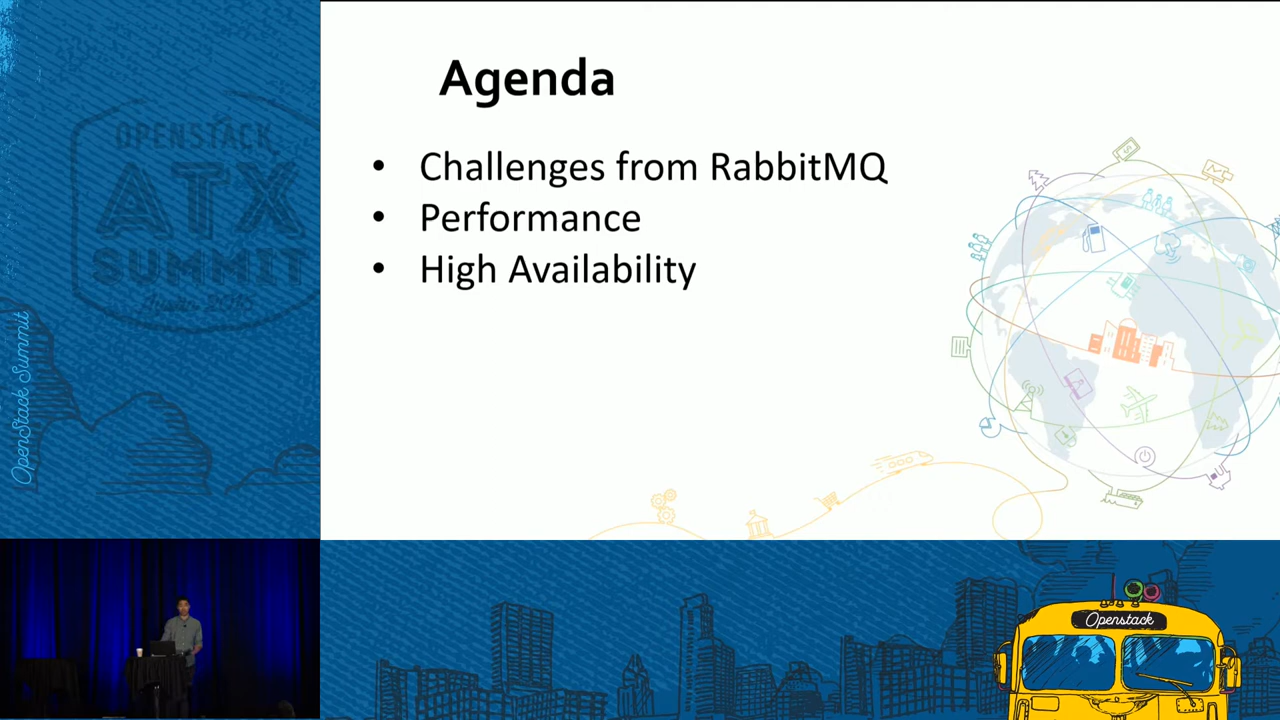 Agenda
• Challenges from RabbitMQ
• Performance
• High Availability
OPENSTACK
ATX
SUMMIT
OpenStack Summit
Openstack